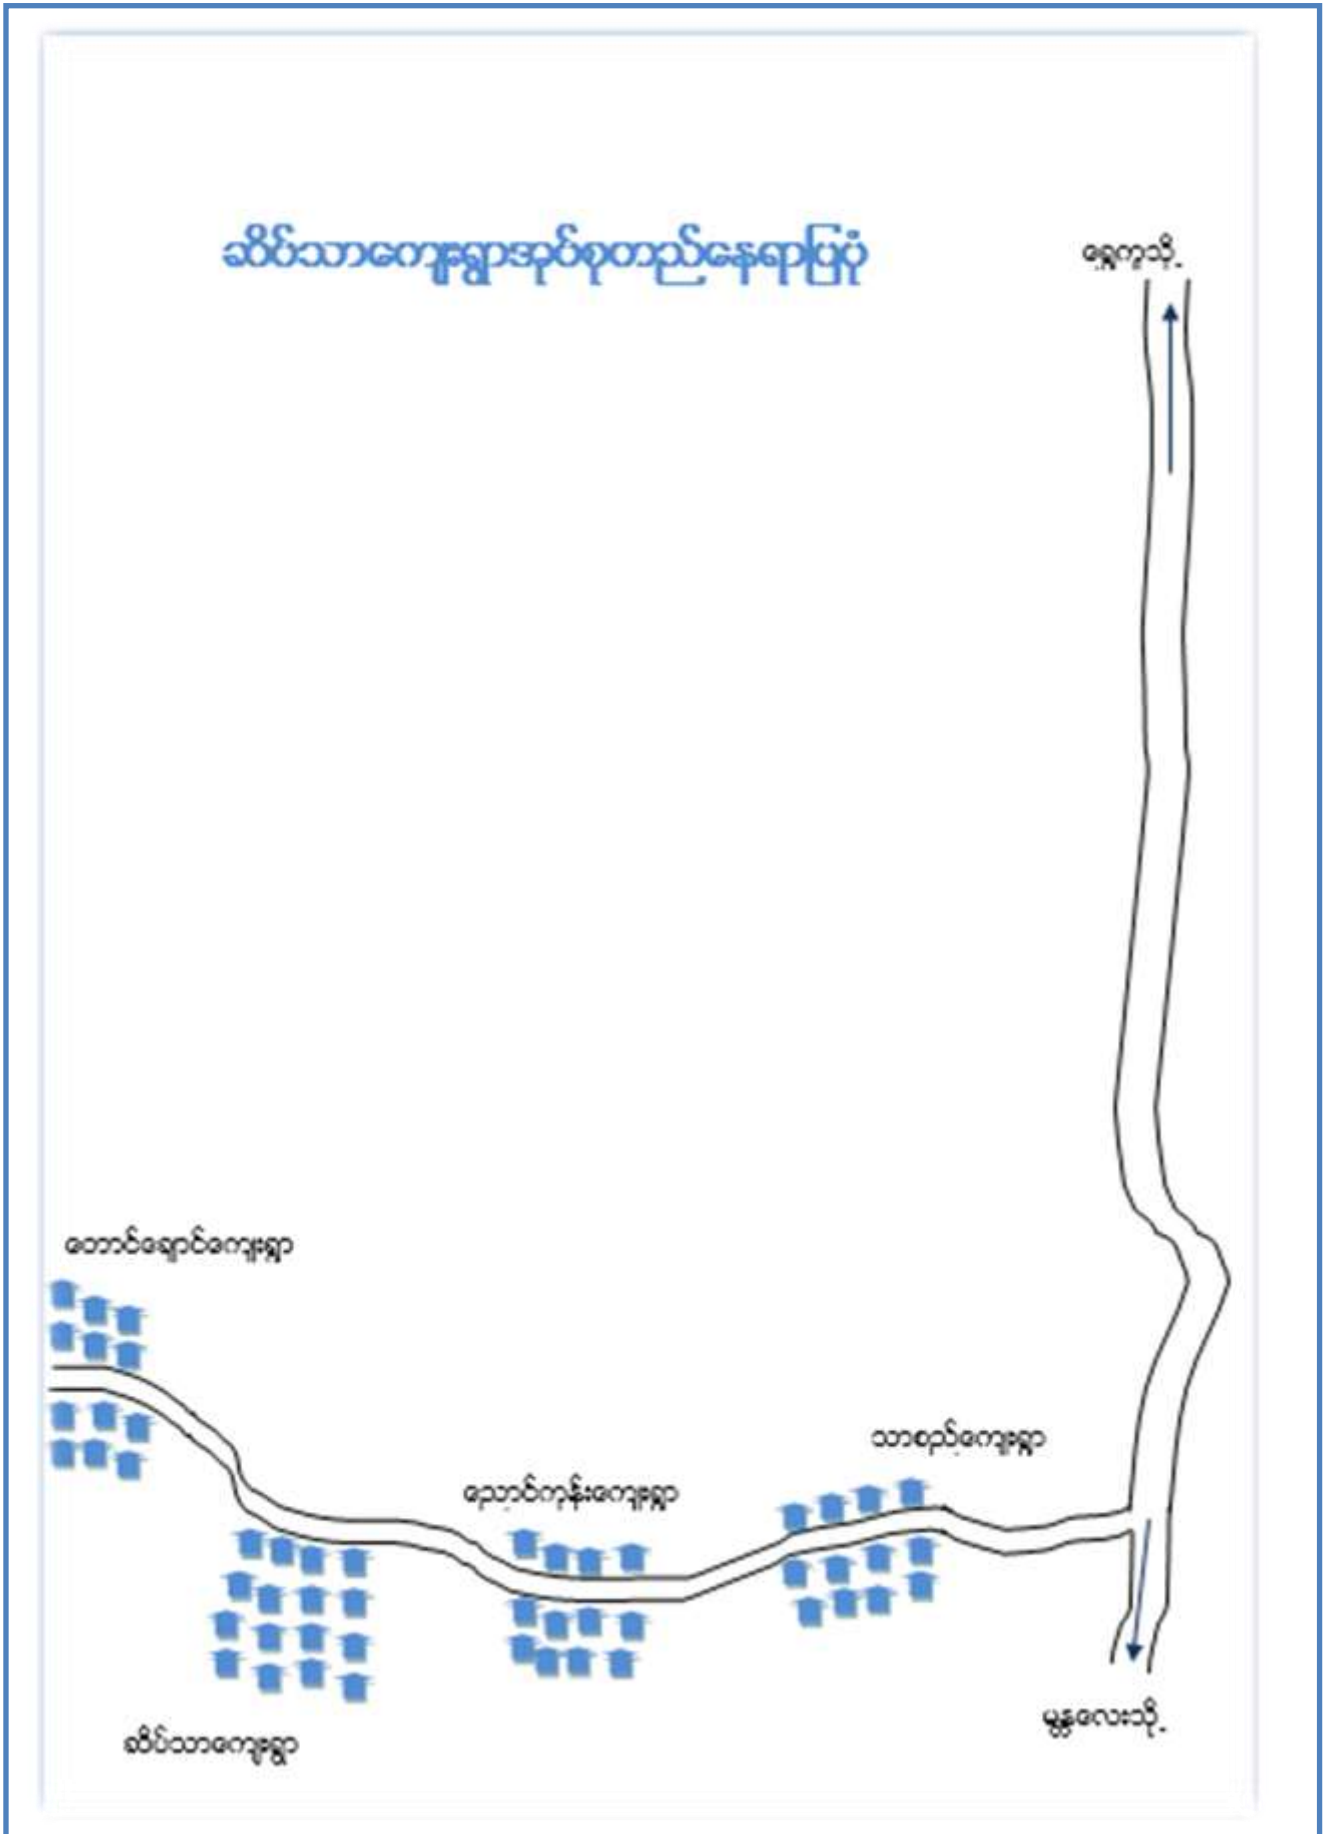 ဆိပ်သာကျေးရွာအုပ်စုတည်နေရာပြပုံ
ရွှေကူသို့
တောင်ချောင်ကျေးရွာ
သာစည်ကျေးရွာ
ညောင်ကုန်းကျေးရွာ
မန္တလေးသို့
ဆိပ်သာကျေးရွာ